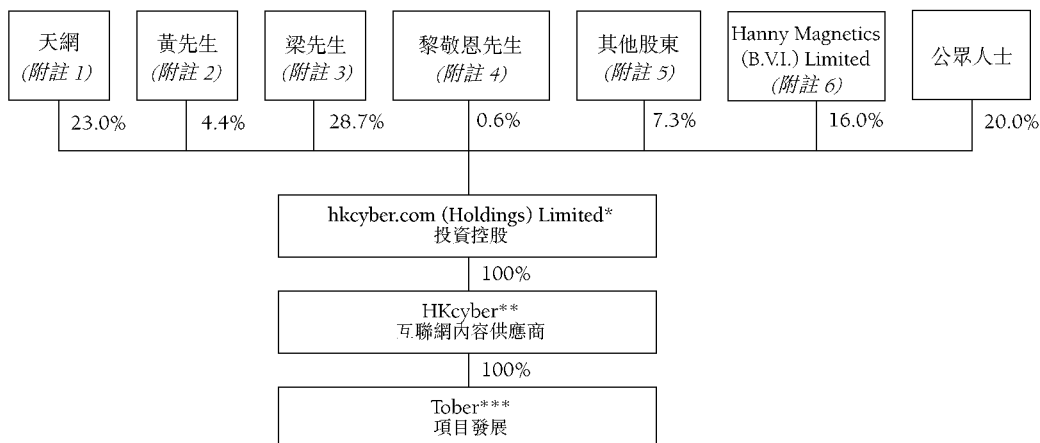 天網
(附註 1)
黃先生
(附註 2)
梁先生
(附註 3)
黎敬恩先生
(附註 4)
其他股東
(附註 5)
Hanny Magnetics
(B.V.I.) Limited
(附註 6)
公眾人士
23.0%
4.4%
28.7%
0.6%
7.3%
16.0%
20.0%
hkcyber.com (Holdings) Limited*
投資控股
100%
HKcyber**
互聯網內容供應商
100%
Tober***
項目發展